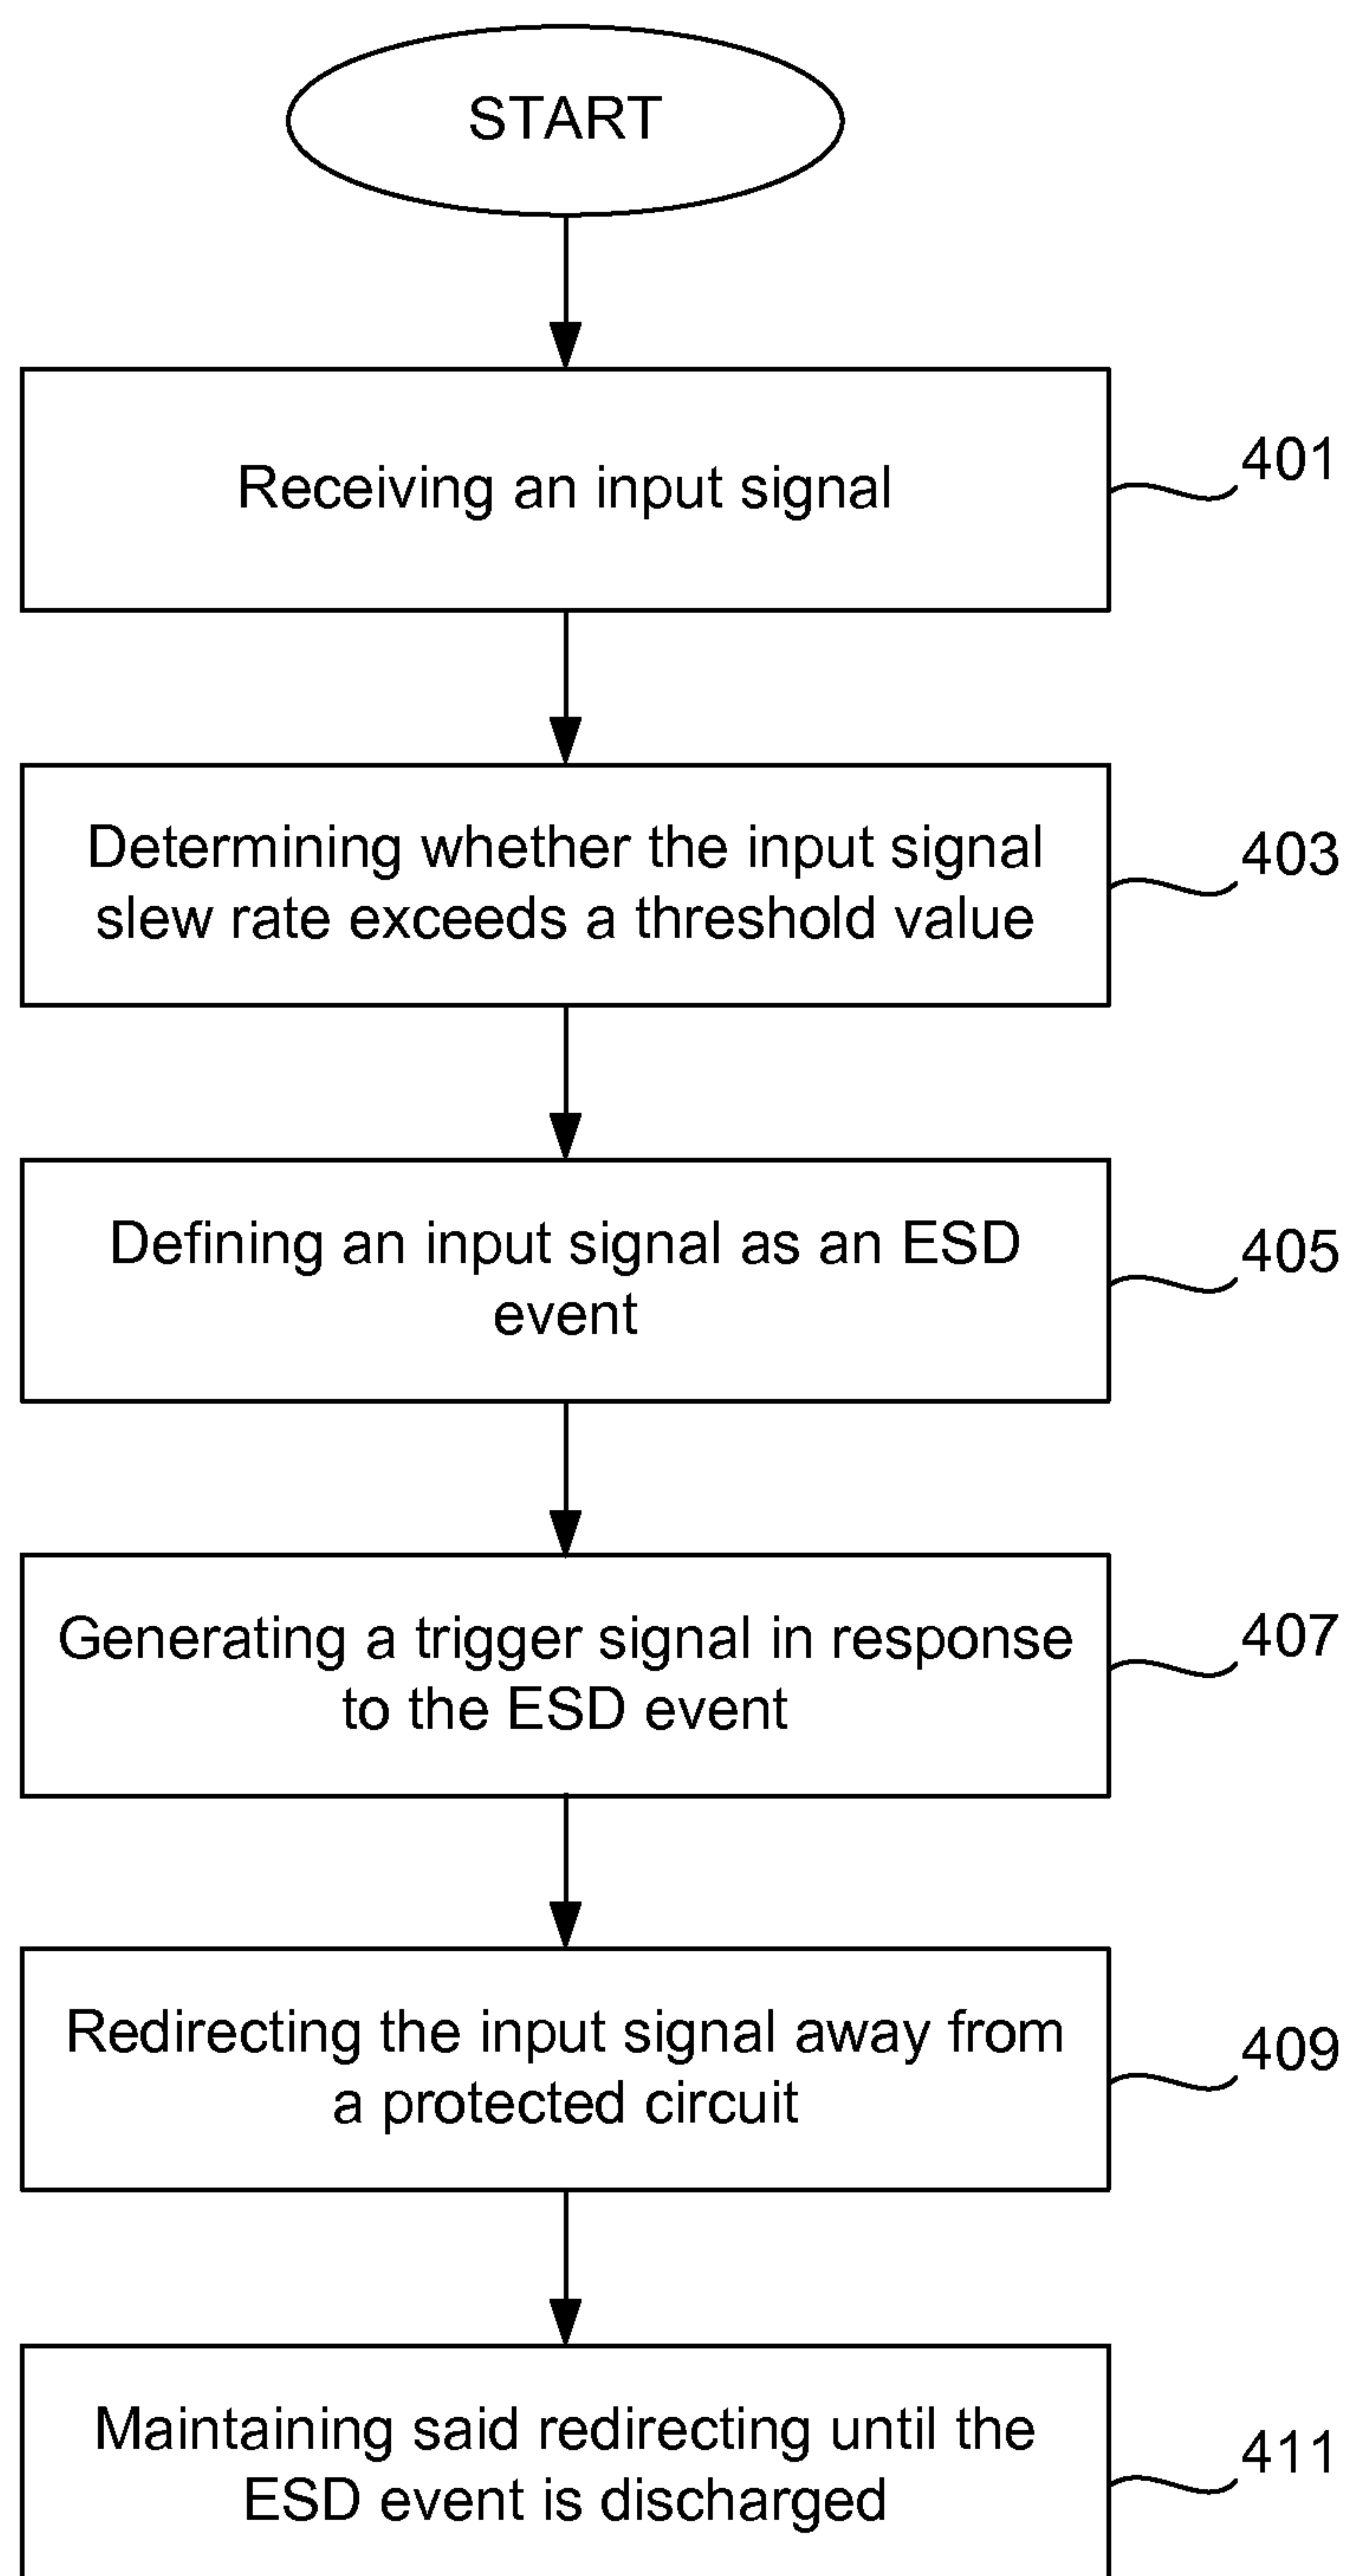 START
Receiving an input signal
401
Determining whether the input signal
slew rate exceeds a threshold value
403
Defining an input signal as an ESD
event
405
Generating a trigger signal in response
to the ESD event
407
Redirecting the input signal away from
a protected circuit
409
Maintaining said redirecting until the
ESD event is discharged
411